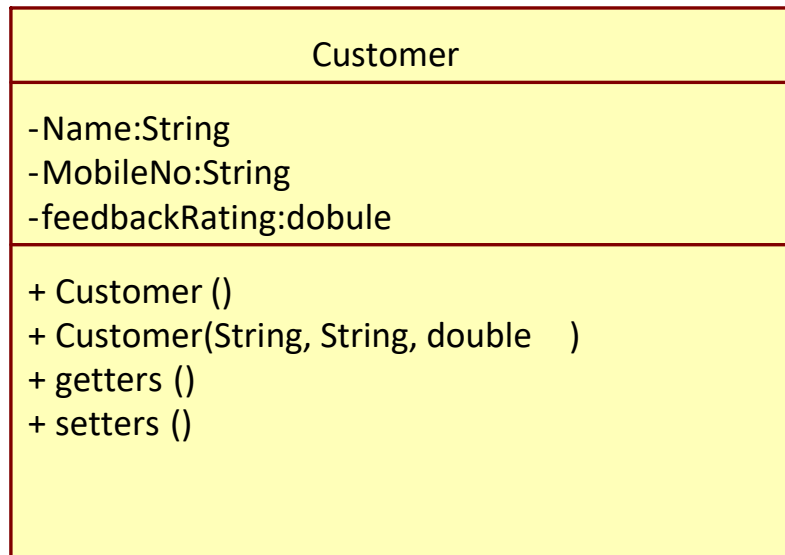 Customer
-Name:String
-MobileNo:String
-feedbackRating:dobule
+ Customer ()
+ Customer(String, String, double )
+ getters ()
+ setters ()